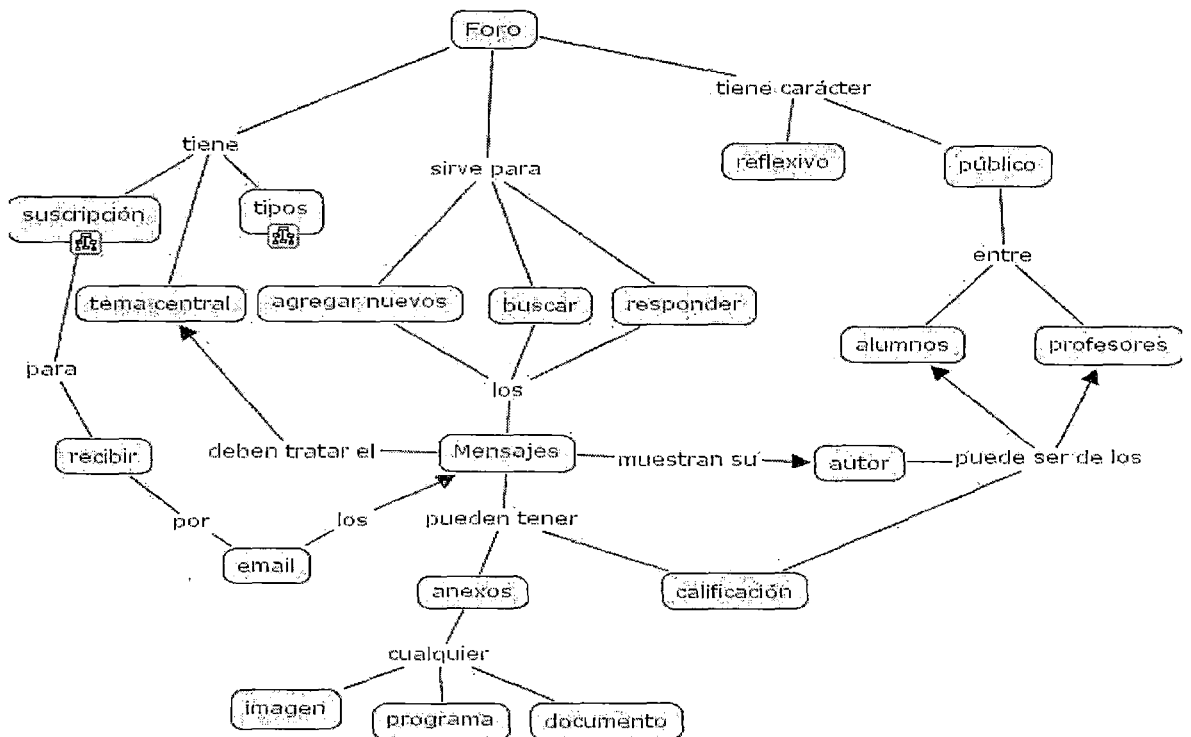 Foro
tiene carácter
tiene
sirve para
reflexivo
público
suscripción
tipos
entre
tema central
agregar nuevos
buscar
responder
alumnos
profesores
para
los
recibir
deben tratar el
Mensajes
muestran su
autor
puede ser de los
por
los
pueden tener
email
anexos
calificación
cualquier
imagen
programa
documento